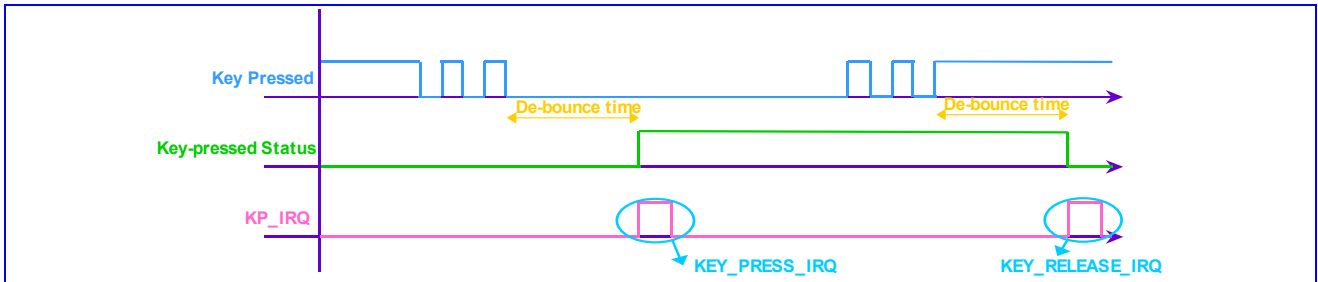 Key Pressed
De-bounce time
De-bounce time
Key-pressed Status
KP_IRQ
KEY_PRESS_IRQ
KEY_RELEASE_IRQ